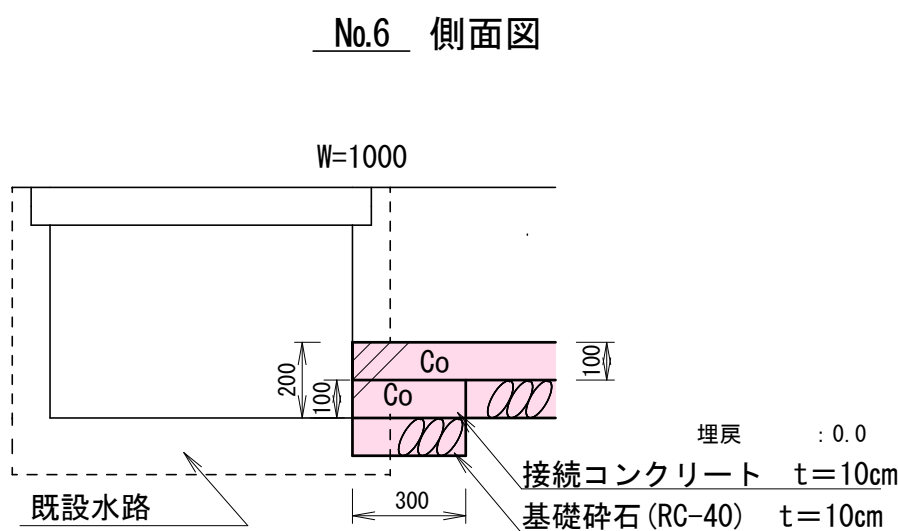 No.6 側面図
W=1000
Co
100
200
100
Co
埋戻 : 0.0
接続コンクリート t=10cm
既設水路
300
基礎砕石(RC-40) t=10cm